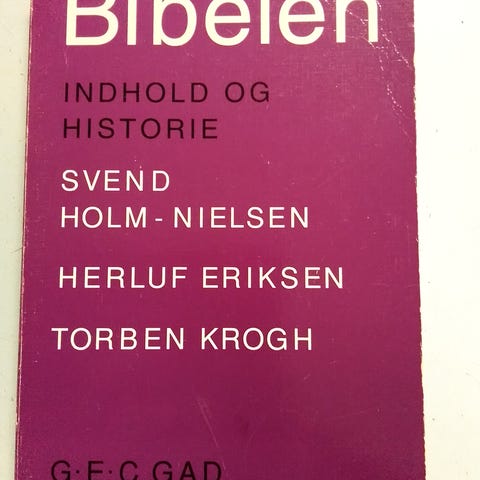 Bibelen
INDHOLD OG
HISTORIE
SVEND
HOLM-NIELSEN
HERLUF ERIKSEN
TORBEN KROGH
G·E·C GAD